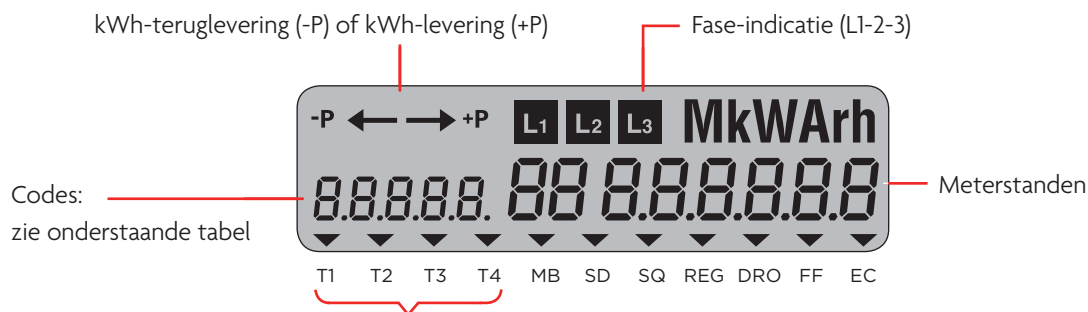 kWh-teruglevering (-P) of kWh-levering (+P)
Fase-indicatie (L1-2-3)
-P +P L1 L2 L3 MkWArh
8.8.8.8.8. 88 8.8.8.8.8.8
Codes:
zie onderstaande tabel
Meterstanden
T1 T2 T3 T4 MB SD SQ REG DRO FF EC